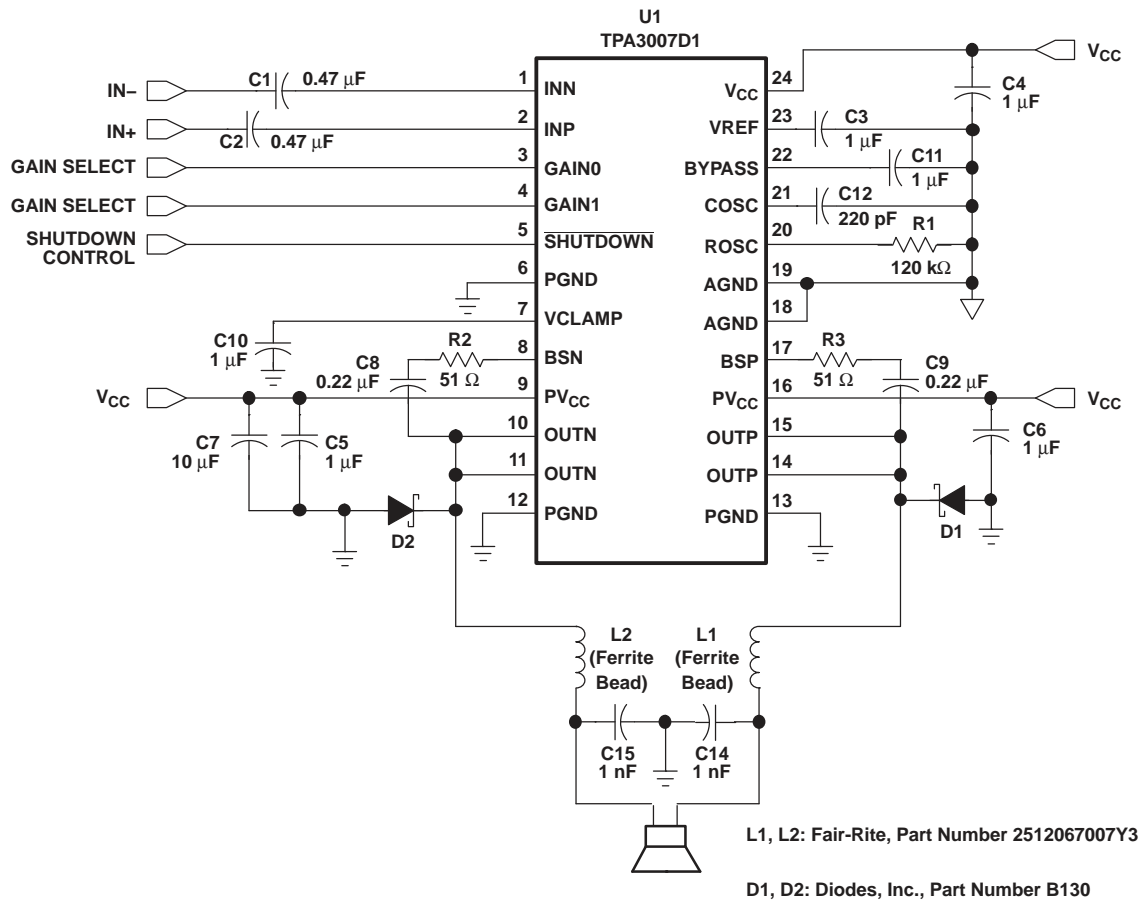 U1
TPA3007D1
IN–
C1
0.47 μF
1
INN
IN+
C2
0.47 μF
2
INP
GAIN SELECT
3
GAIN0
GAIN SELECT
4
GAIN1
SHUTDOWN
CONTROL
5
SHUTDOWN
6
PGND
7
VCLAMP
C10
1 μF
C8
0.22 μF
R2
51 Ω
8
BSN
VCC
9
PVCC
C7
10 μF
C5
1 μF
10
OUTN
11
OUTN
D2
12
PGND
24
VCC
VCC
C4
1 μF
23
VREF
C3
1 μF
22
BYPASS
C11
1 μF
21
COSC
C12
220 pF
20
ROSC
R1
120 kΩ
19
AGND
18
AGND
17
BSP
R3
51 Ω
C9
0.22 μF
16
PVCC
VCC
15
OUTP
C6
1 μF
14
OUTP
13
PGND
D1
L2
(Ferrite
Bead)
L1
(Ferrite
Bead)
C15
1 nF
C14
1 nF
L1, L2: Fair-Rite, Part Number 2512067007Y3
D1, D2: Diodes, Inc., Part Number B130